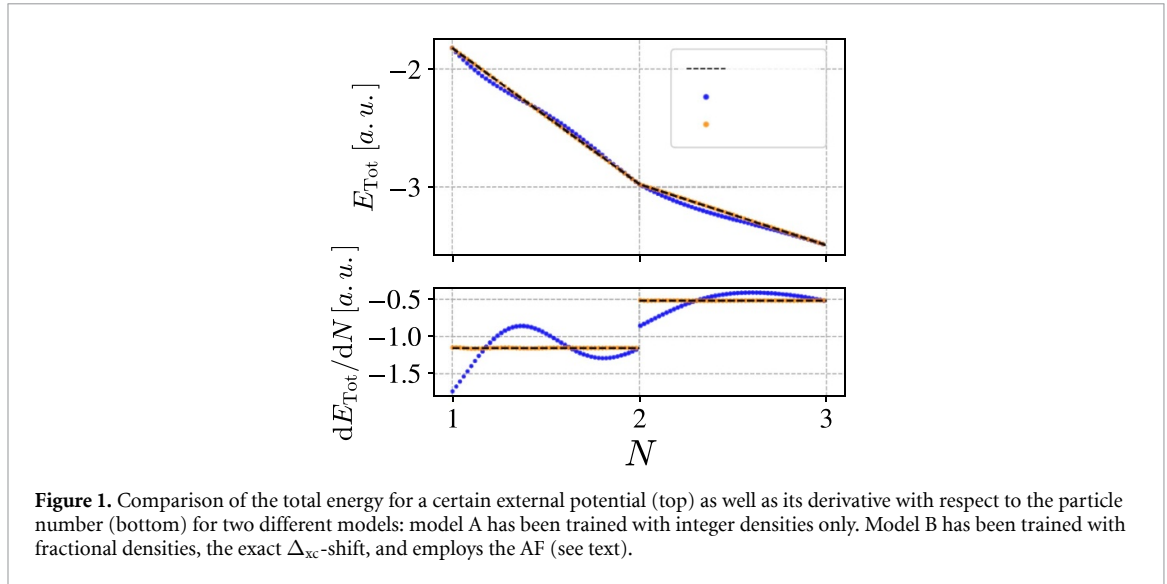 −2
−3
E_Tot [a.u.]
−0.5
−1.0
−1.5
dE_Tot/dN [a.u.]
1 2 3
N
Figure 1. Comparison of the total energy for a certain external potential (top) as well as its derivative with respect to the particle
number (bottom) for two different models: model A has been trained with integer densities only. Model B has been trained with
fractional densities, the exact Δ_xc-shift, and employs the AF (see text).